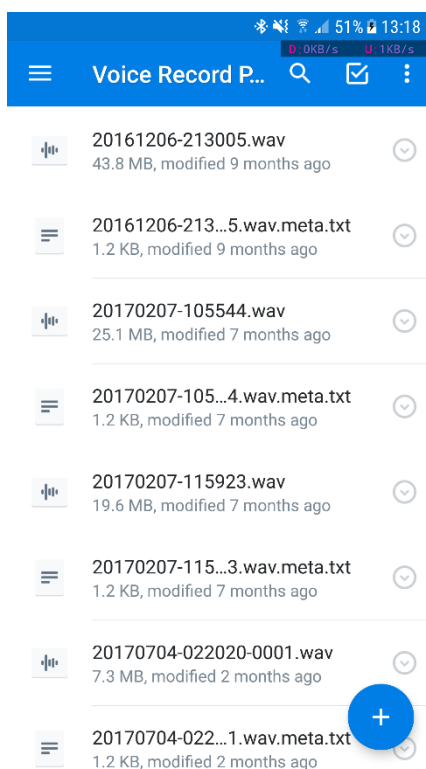 51% 13:18
D:0KB/s U:1KB/s
Voice Record P...
20161206-213005.wav
43.8 MB, modified 9 months ago
20161206-213...5.wav.meta.txt
1.2 KB, modified 9 months ago
20170207-105544.wav
25.1 MB, modified 7 months ago
20170207-105...4.wav.meta.txt
1.2 KB, modified 7 months ago
20170207-115923.wav
19.6 MB, modified 7 months ago
20170207-115...3.wav.meta.txt
1.2 KB, modified 7 months ago
20170704-022020-0001.wav
7.3 MB, modified 2 months ago
20170704-022...1.wav.meta.txt
1.2 KB, modified 2 months ago